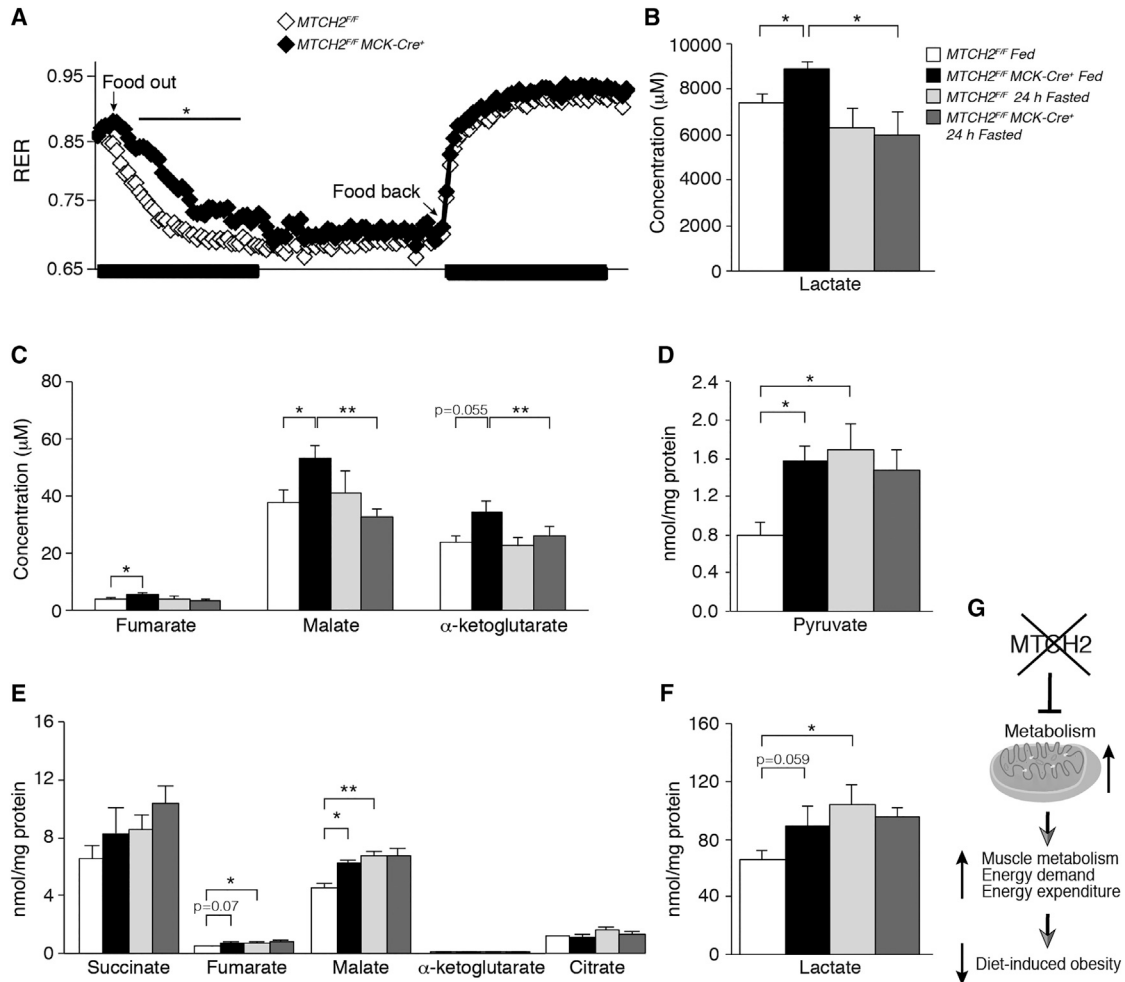 A
MTCH2F/F
MTCH2F/F MCK-Cre+
0.95
0.85
0.75
0.65
RER
Food out
*
Food back
B
10000
8000
6000
4000
2000
0
Concentration (μM)
* *
Lactate
MTCH2F/F Fed
MTCH2F/F MCK-Cre+ Fed
MTCH2F/F 24 h Fasted
MTCH2F/F MCK-Cre+
24 h Fasted
C
80
60
40
20
0
Concentration (μM)
*
* **
p=0.055 **
Fumarate Malate α-ketoglutarate
D
2.4
2.0
1.6
1.2
0.8
0.4
0.0
nmol/mg protein
*
*
Pyruvate
E
16
12
8
4
0
nmol/mg protein
*
p=0.07
**
*
Succinate Fumarate Malate α-ketoglutarate Citrate
F
160
120
80
40
0
nmol/mg protein
*
p=0.059
Lactate
G
MTCH2
Metabolism
Muscle metabolism
Energy demand
Energy expenditure
Diet-induced obesity